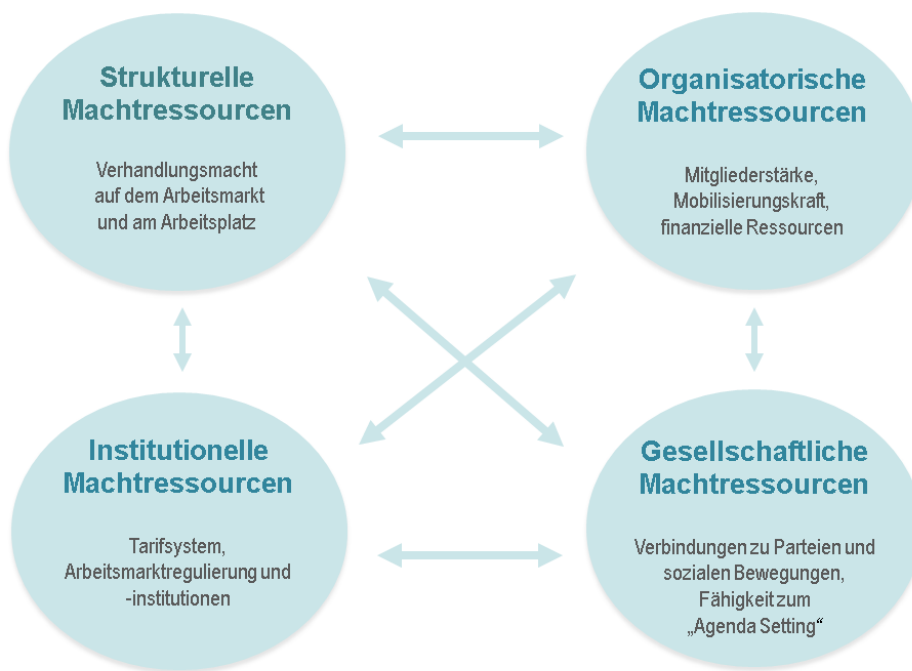 Strukturelle
Machtressourcen
Verhandlungsmacht
auf dem Arbeitsmarkt
und am Arbeitsplatz
Organisatorische
Machtressourcen
Mitgliederstärke,
Mobilisierungskraft,
finanzielle Ressourcen
Institutionelle
Machtressourcen
Tarifsystem,
Arbeitsmarktregulierung und
-institutionen
Gesellschaftliche
Machtressourcen
Verbindungen zu Parteien und
sozialen Bewegungen,
Fähigkeit zum
„Agenda Setting“